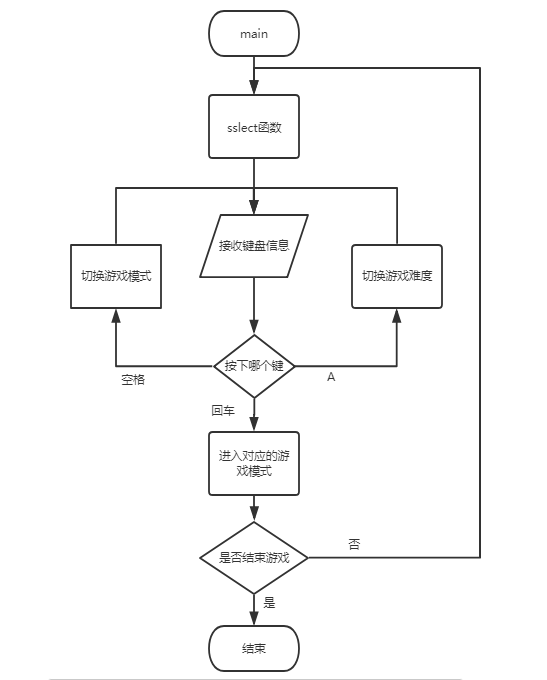 main
sslect函数
接收键盘信息
切换游戏模式
切换游戏难度
按下哪个键
空格
A
回车
进入对应的游
戏模式
是否结束游戏
否
是
结束